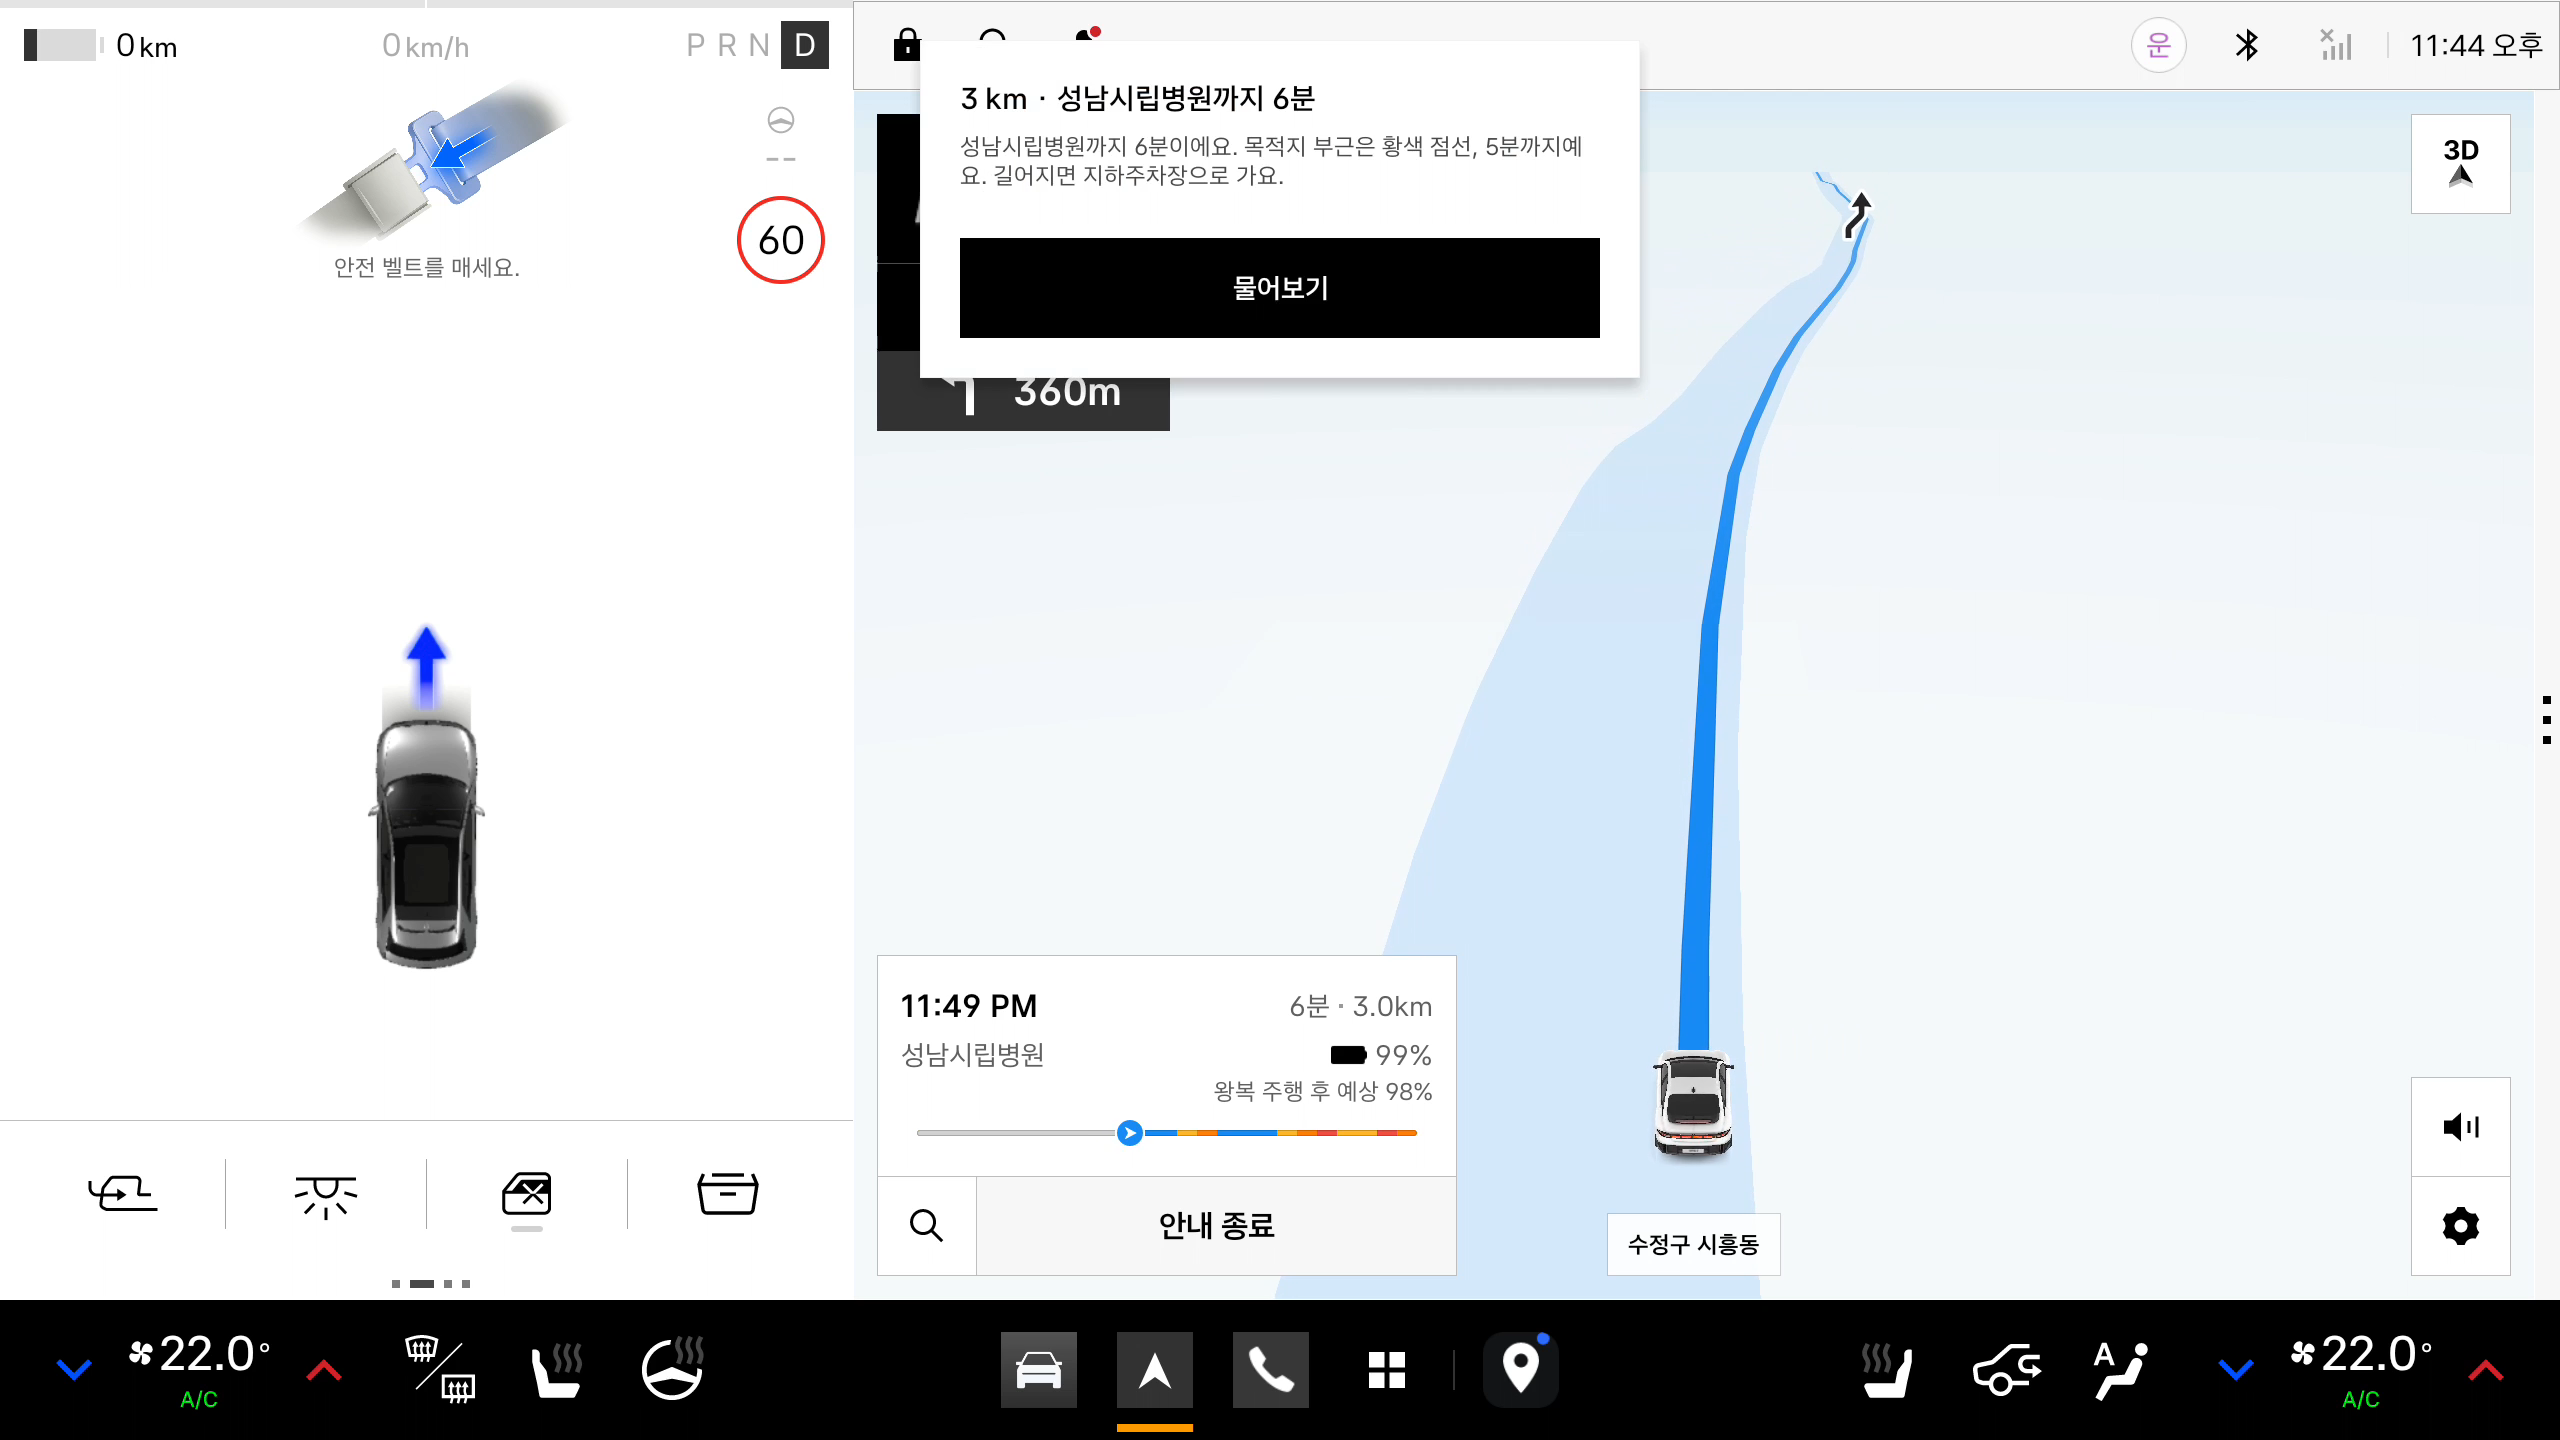 0 km
0 km/h
P R N D
안전 벨트를 매세요.
--
60
운
11:44 오후
3 km · 성남시립병원까지 6분
성남시립병원까지 6분이에요. 목적지 부근은 황색 점선, 5분까지예
요. 길어지면 지하주차장으로 가요.
물어보기
360m
3D
11:49 PM
6분 · 3.0km
성남시립병원
99%
왕복 주행 후 예상 98%
안내 종료
수정구 시흥동
22.0°
A/C
A
22.0°
A/C